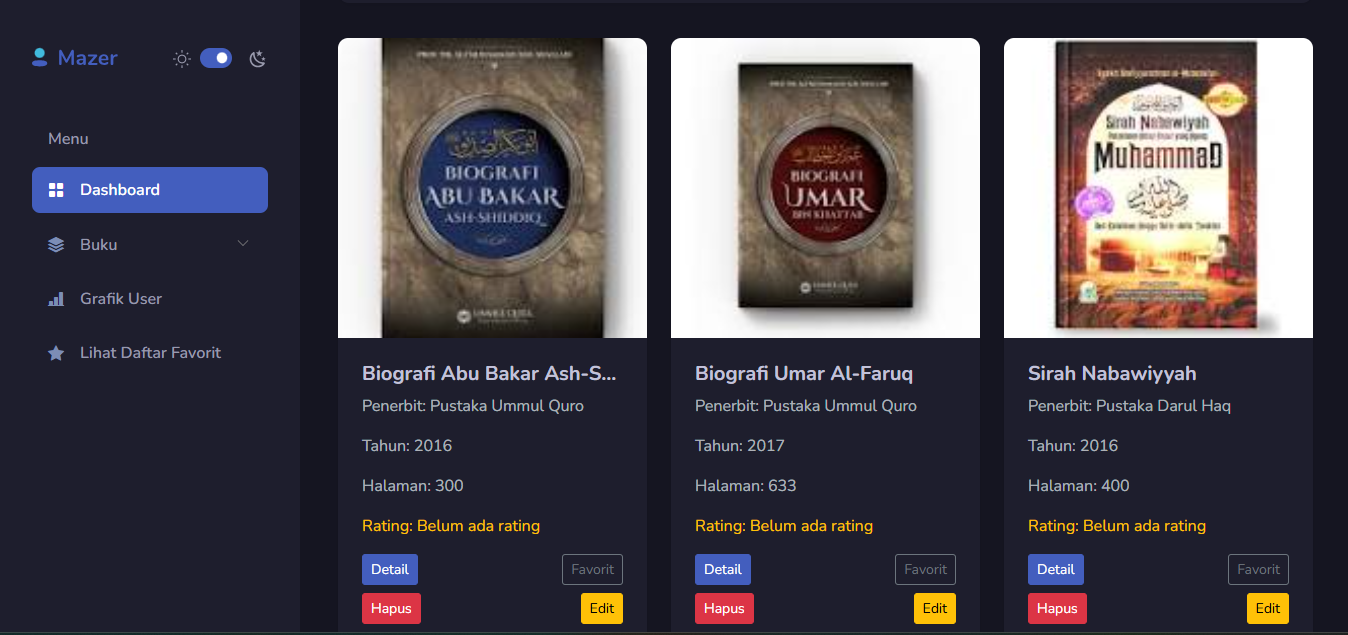 Mazer
Menu
Dashboard
Buku
Grafik User
Lihat Daftar Favorit
BIOGRAFI
ABU BAKAR
ASH-SHIDDIQ
BIOGRAFI
UMAR
BIN KHATTAB
Sirah Nabawiyah
Muhammad
Biografi Abu Bakar Ash-S...
Penerbit: Pustaka Ummul Quro
Tahun: 2016
Halaman: 300
Rating: Belum ada rating
Detail
Favorit
Hapus
Edit
Biografi Umar Al-Faruq
Penerbit: Pustaka Ummul Quro
Tahun: 2017
Halaman: 633
Rating: Belum ada rating
Detail
Favorit
Hapus
Edit
Sirah Nabawiyyah
Penerbit: Pustaka Darul Haq
Tahun: 2016
Halaman: 400
Rating: Belum ada rating
Detail
Favorit
Hapus
Edit